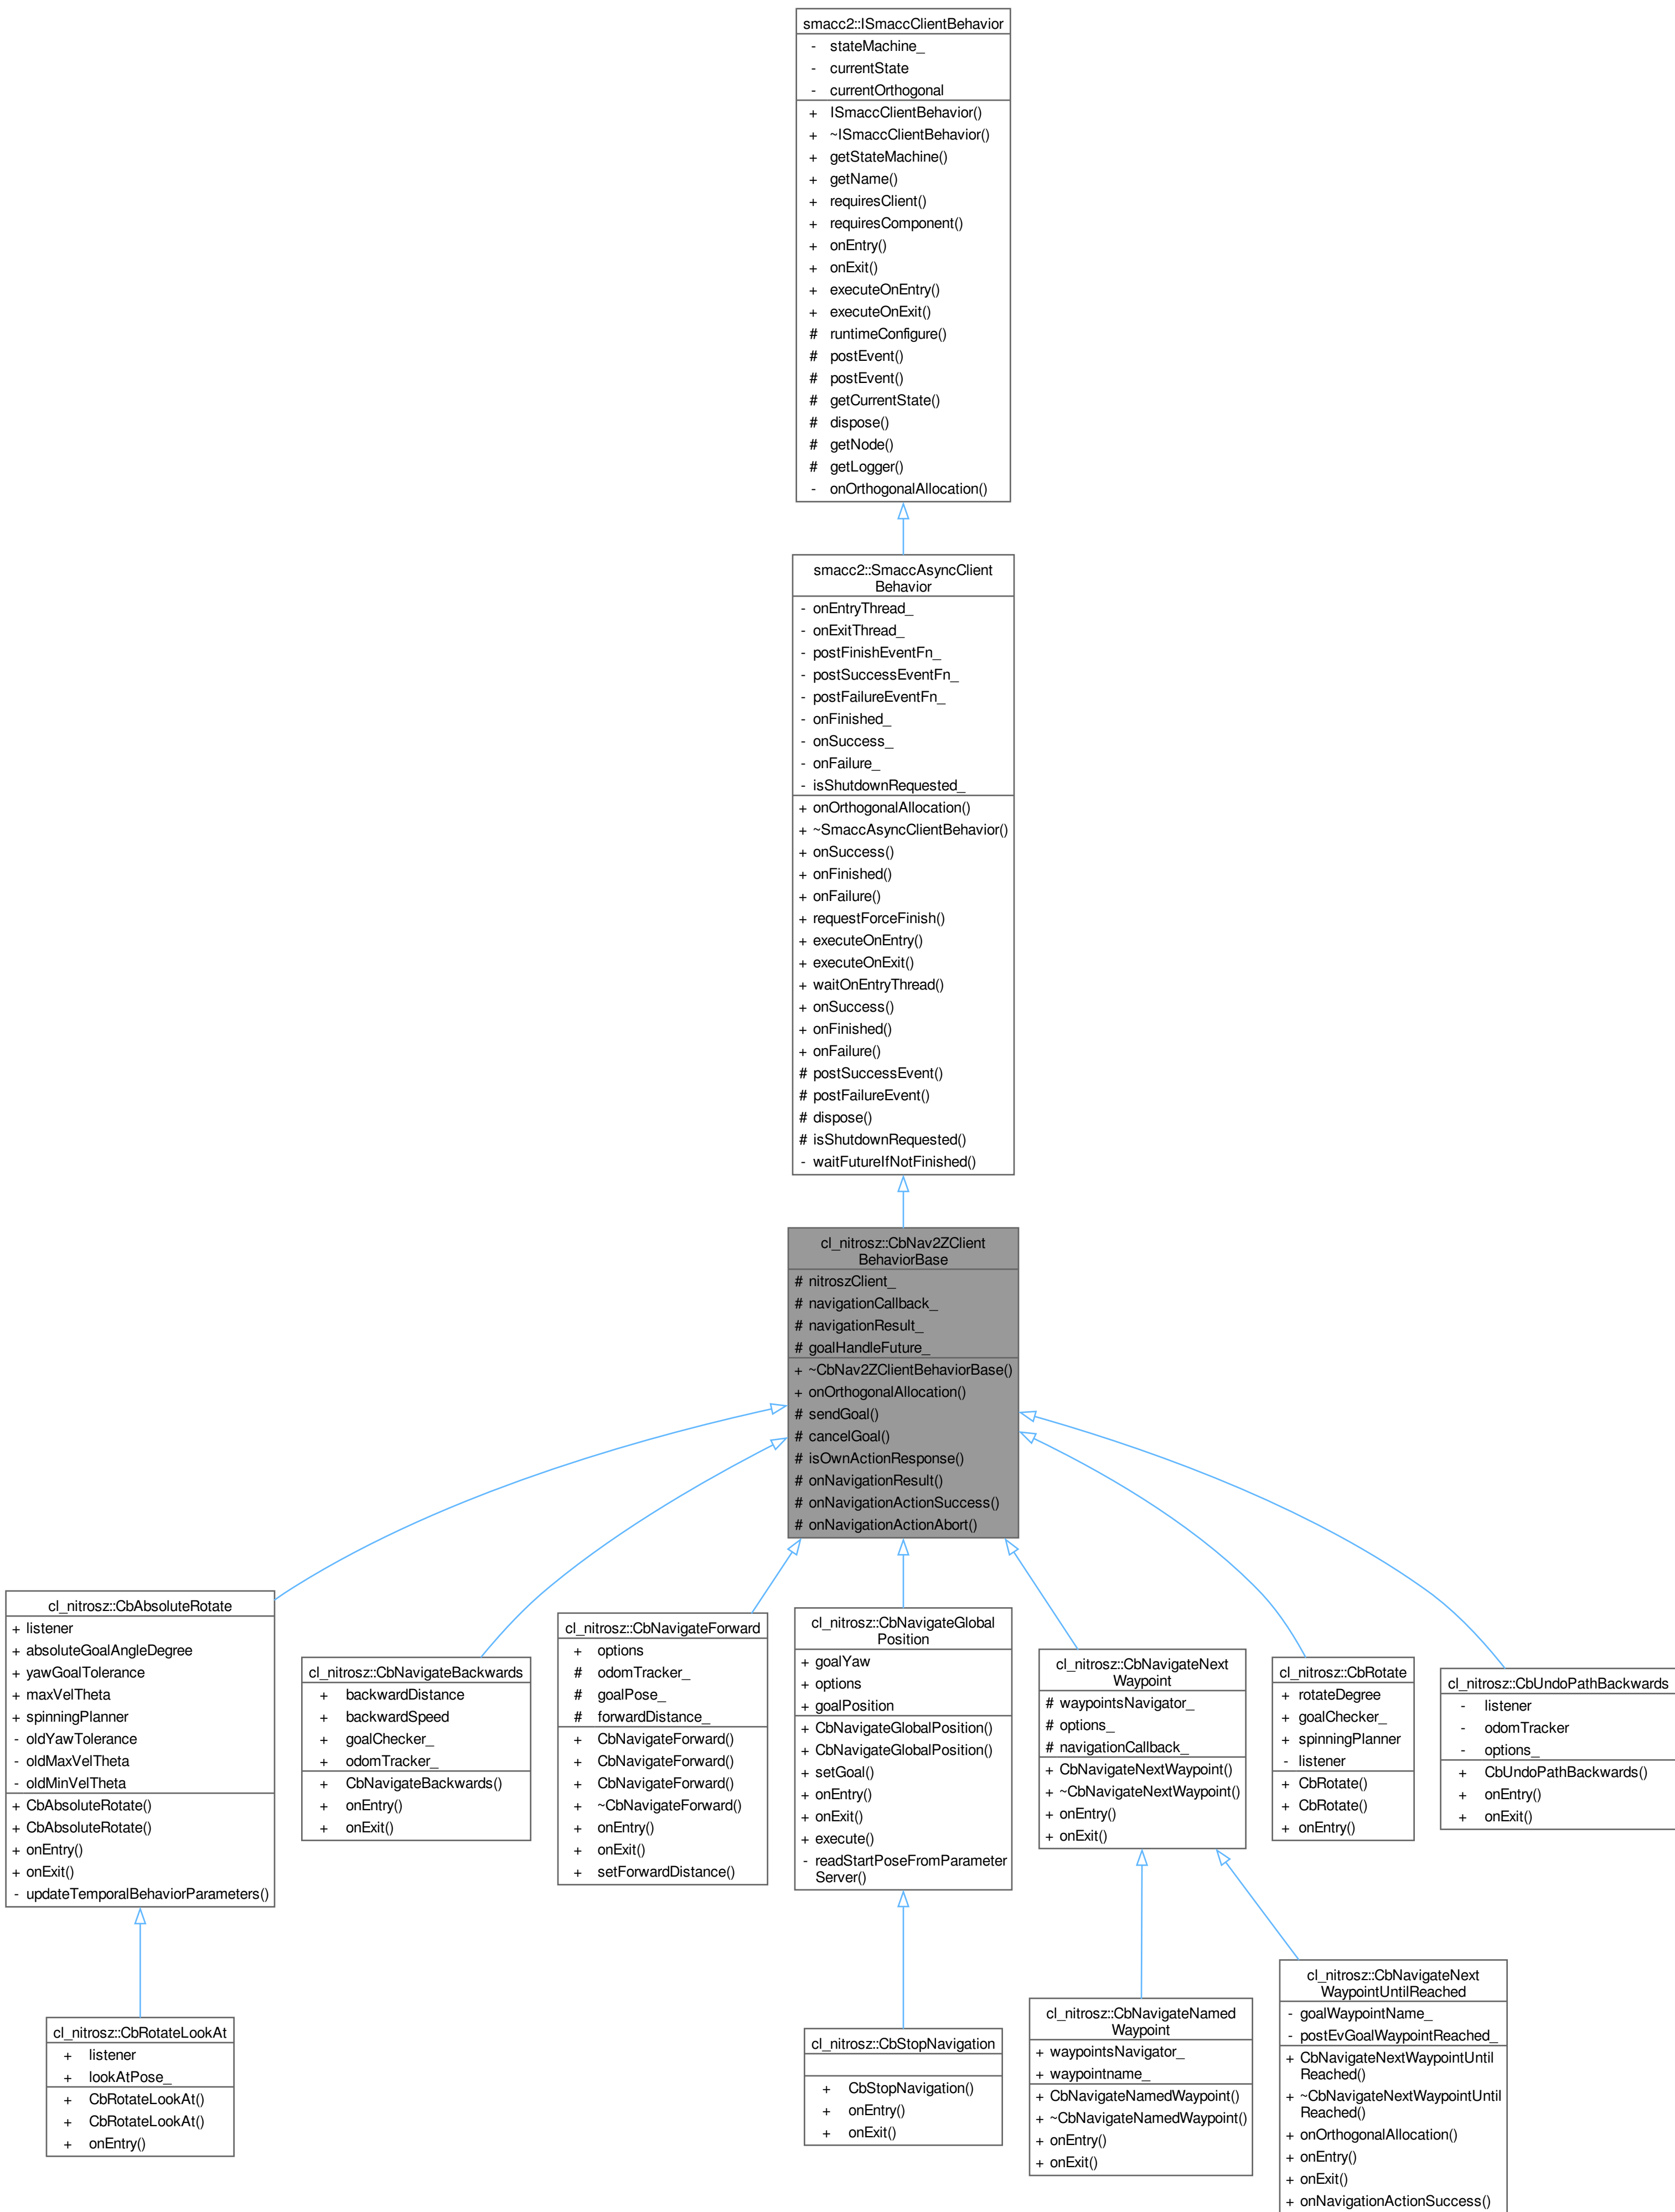 smacc2::ISmaccClientBehavior
- stateMachine_
- currentState
- currentOrthogonal
+ ISmaccClientBehavior()
+ ~ISmaccClientBehavior()
+ getStateMachine()
+ getName()
+ requiresClient()
+ requiresComponent()
+ onEntry()
+ onExit()
+ executeOnEntry()
+ executeOnExit()
# runtimeConfigure()
# postEvent()
# postEvent()
# getCurrentState()
# dispose()
# getNode()
# getLogger()
- onOrthogonalAllocation()
smacc2::SmaccAsyncClient
Behavior
- onEntryThread_
- onExitThread_
- postFinishEventFn_
- postSuccessEventFn_
- postFailureEventFn_
- onFinished_
- onSuccess_
- onFailure_
- isShutdownRequested_
+ onOrthogonalAllocation()
+ ~SmaccAsyncClientBehavior()
+ onSuccess()
+ onFinished()
+ onFailure()
+ requestForceFinish()
+ executeOnEntry()
+ executeOnExit()
+ waitOnEntryThread()
+ onSuccess()
+ onFinished()
+ onFailure()
# postSuccessEvent()
# postFailureEvent()
# dispose()
# isShutdownRequested()
- waitFutureIfNotFinished()
cl_nitrosz::CbNav2ZClient
BehaviorBase
# nitroszClient_
# navigationCallback_
# navigationResult_
# goalHandleFuture_
+ ~CbNav2ZClientBehaviorBase()
+ onOrthogonalAllocation()
# sendGoal()
# cancelGoal()
# isOwnActionResponse()
# onNavigationResult()
# onNavigationActionSuccess()
# onNavigationActionAbort()
cl_nitrosz::CbAbsoluteRotate
+ listener
+ absoluteGoalAngleDegree
+ yawGoalTolerance
+ maxVelTheta
+ spinningPlanner
- oldYawTolerance
- oldMaxVelTheta
- oldMinVelTheta
+ CbAbsoluteRotate()
+ CbAbsoluteRotate()
+ onEntry()
+ onExit()
- updateTemporalBehaviorParameters()
cl_nitrosz::CbNavigateBackwards
+ backwardDistance
+ backwardSpeed
+ goalChecker_
+ odomTracker_
+ CbNavigateBackwards()
+ onEntry()
+ onExit()
cl_nitrosz::CbNavigateForward
+ options
# odomTracker_
# goalPose_
# forwardDistance_
+ CbNavigateForward()
+ CbNavigateForward()
+ CbNavigateForward()
+ ~CbNavigateForward()
+ onEntry()
+ onExit()
+ setForwardDistance()
cl_nitrosz::CbNavigateGlobal
Position
+ goalYaw
+ options
+ goalPosition
+ CbNavigateGlobalPosition()
+ CbNavigateGlobalPosition()
+ setGoal()
+ onEntry()
+ onExit()
+ execute()
- readStartPoseFromParameter
Server()
cl_nitrosz::CbNavigateNext
Waypoint
# waypointsNavigator_
# options_
# navigationCallback_
+ CbNavigateNextWaypoint()
+ ~CbNavigateNextWaypoint()
+ onEntry()
+ onExit()
cl_nitrosz::CbRotate
+ rotateDegree
+ goalChecker_
+ spinningPlanner
- listener
+ CbRotate()
+ CbRotate()
+ onEntry()
cl_nitrosz::CbUndoPathBackwards
- listener
- odomTracker
- options_
+ CbUndoPathBackwards()
+ onEntry()
+ onExit()
cl_nitrosz::CbRotateLookAt
+ listener
+ lookAtPose_
+ CbRotateLookAt()
+ CbRotateLookAt()
+ onEntry()
cl_nitrosz::CbStopNavigation
+ CbStopNavigation()
+ onEntry()
+ onExit()
cl_nitrosz::CbNavigateNamed
Waypoint
+ waypointsNavigator_
+ waypointname_
+ CbNavigateNamedWaypoint()
+ ~CbNavigateNamedWaypoint()
+ onEntry()
+ onExit()
cl_nitrosz::CbNavigateNext
WaypointUntilReached
- goalWaypointName_
- postEvGoalWaypointReached_
+ CbNavigateNextWaypointUntil
Reached()
+ ~CbNavigateNextWaypointUntil
Reached()
+ onOrthogonalAllocation()
+ onEntry()
+ onExit()
+ onNavigationActionSuccess()